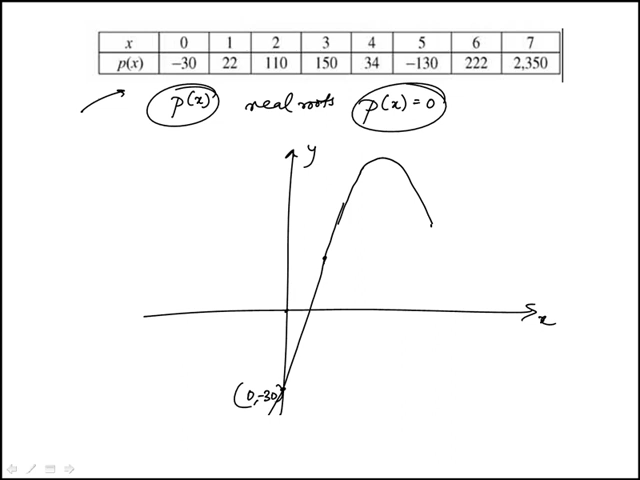 x 0 1 2 3 4 5 6 7
p(x) −30 22 110 150 34 −130 222 2,350
p(x) real roots p(x) = 0
y
x
(0,-30)